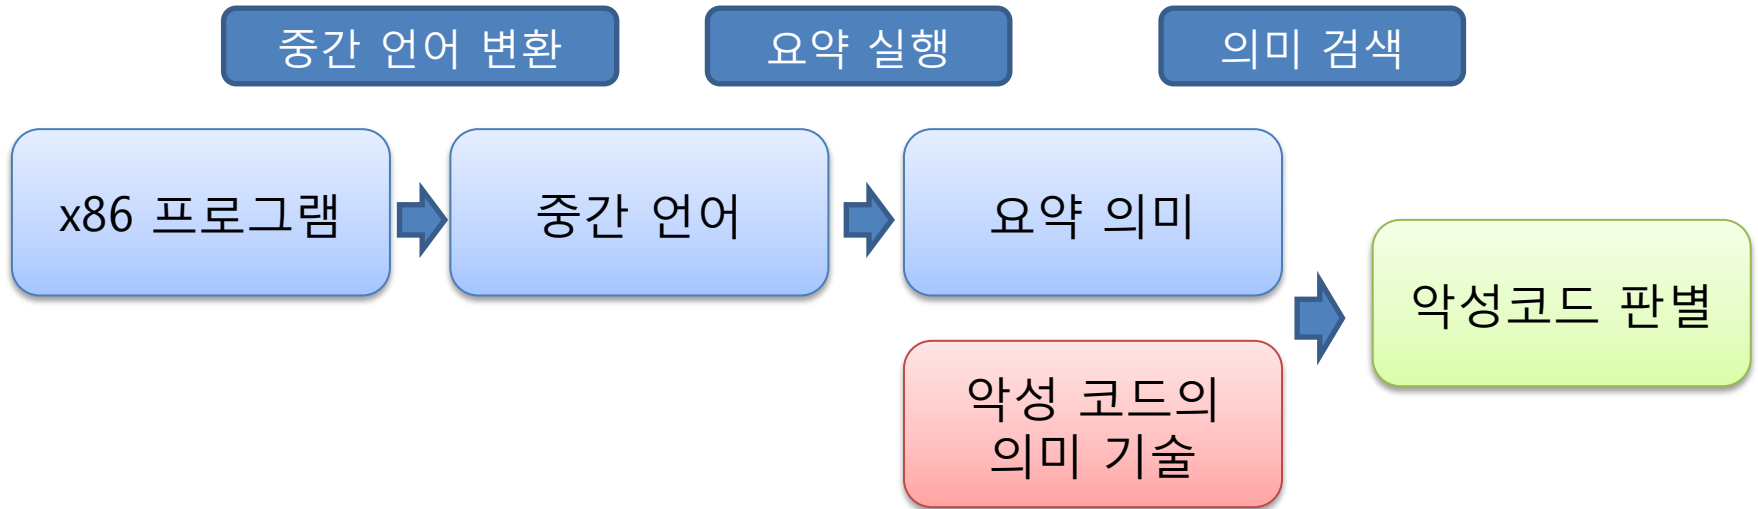 중간 언어 변환
요약 실행
의미 검색
x86 프로그램
중간 언어
요약 의미
악성 코드의
의미 기술
악성코드 판별